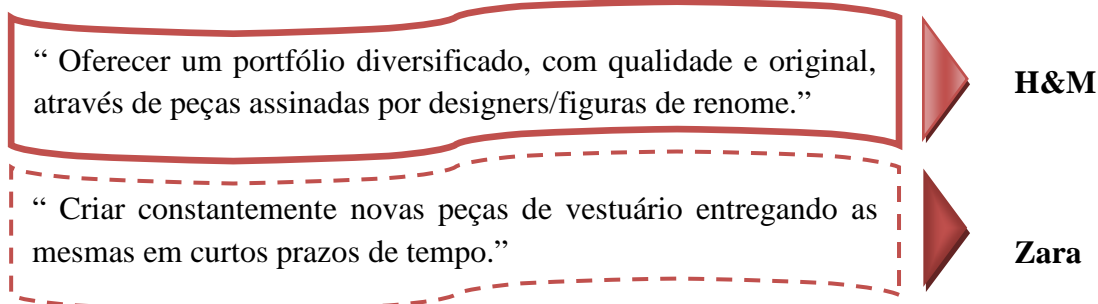 “ Oferecer um portfólio diversificado, com qualidade e original,
através de peças assinadas por designers/figuras de renome.”
H&M
“ Criar constantemente novas peças de vestuário entregando as
mesmas em curtos prazos de tempo.”
Zara